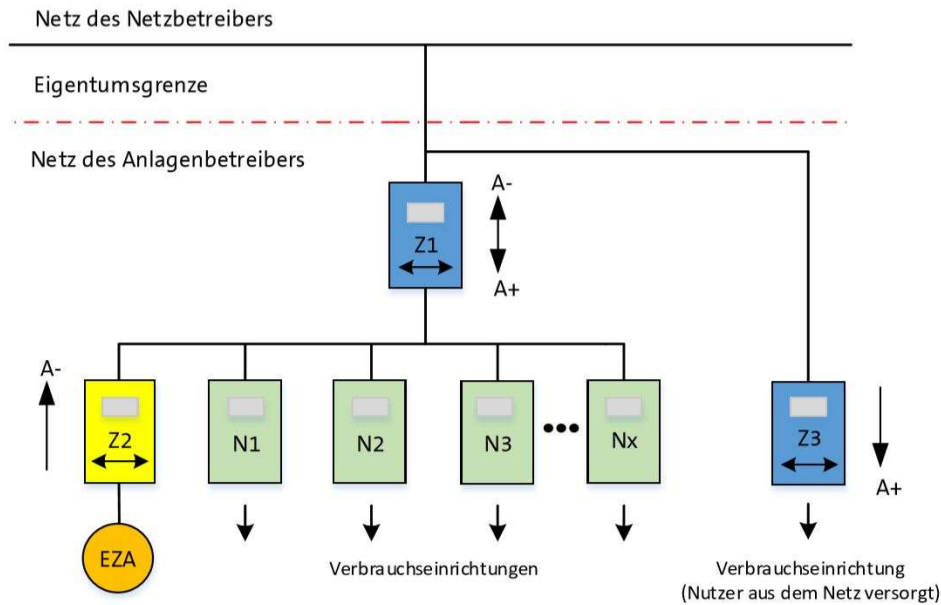 Netz des Netzbetreibers
Eigentumsgrenze
Netz des Anlagenbetreibers
A-
Z1
A+
A-
Z2
N1
N2
N3
Nx
Z3
A+
EZA
Verbrauchseinrichtungen
Verbrauchseinrichtung
(Nutzer aus dem Netz versorgt)